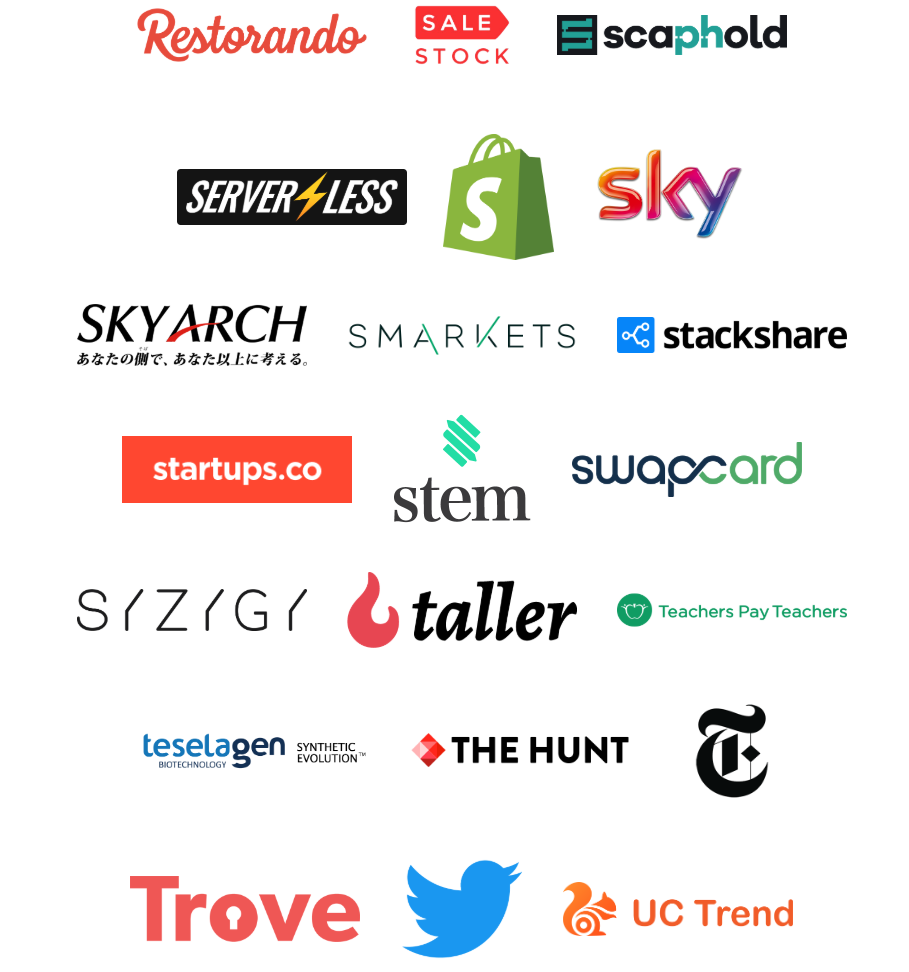 Restorando
SALE
STOCK
scaphold
SERVERLESS
S
sky
SKYARCH
そば
あなたの側で、あなた以上に考える。
SMARKETS
stackshare
startups.co
stem
swapcard
SYZYGY
taller
Teachers Pay Teachers
teselagen
BIOTECHNOLOGY
SYNTHETIC
EVOLUTION™
THE HUNT
T
Trove
UC Trend